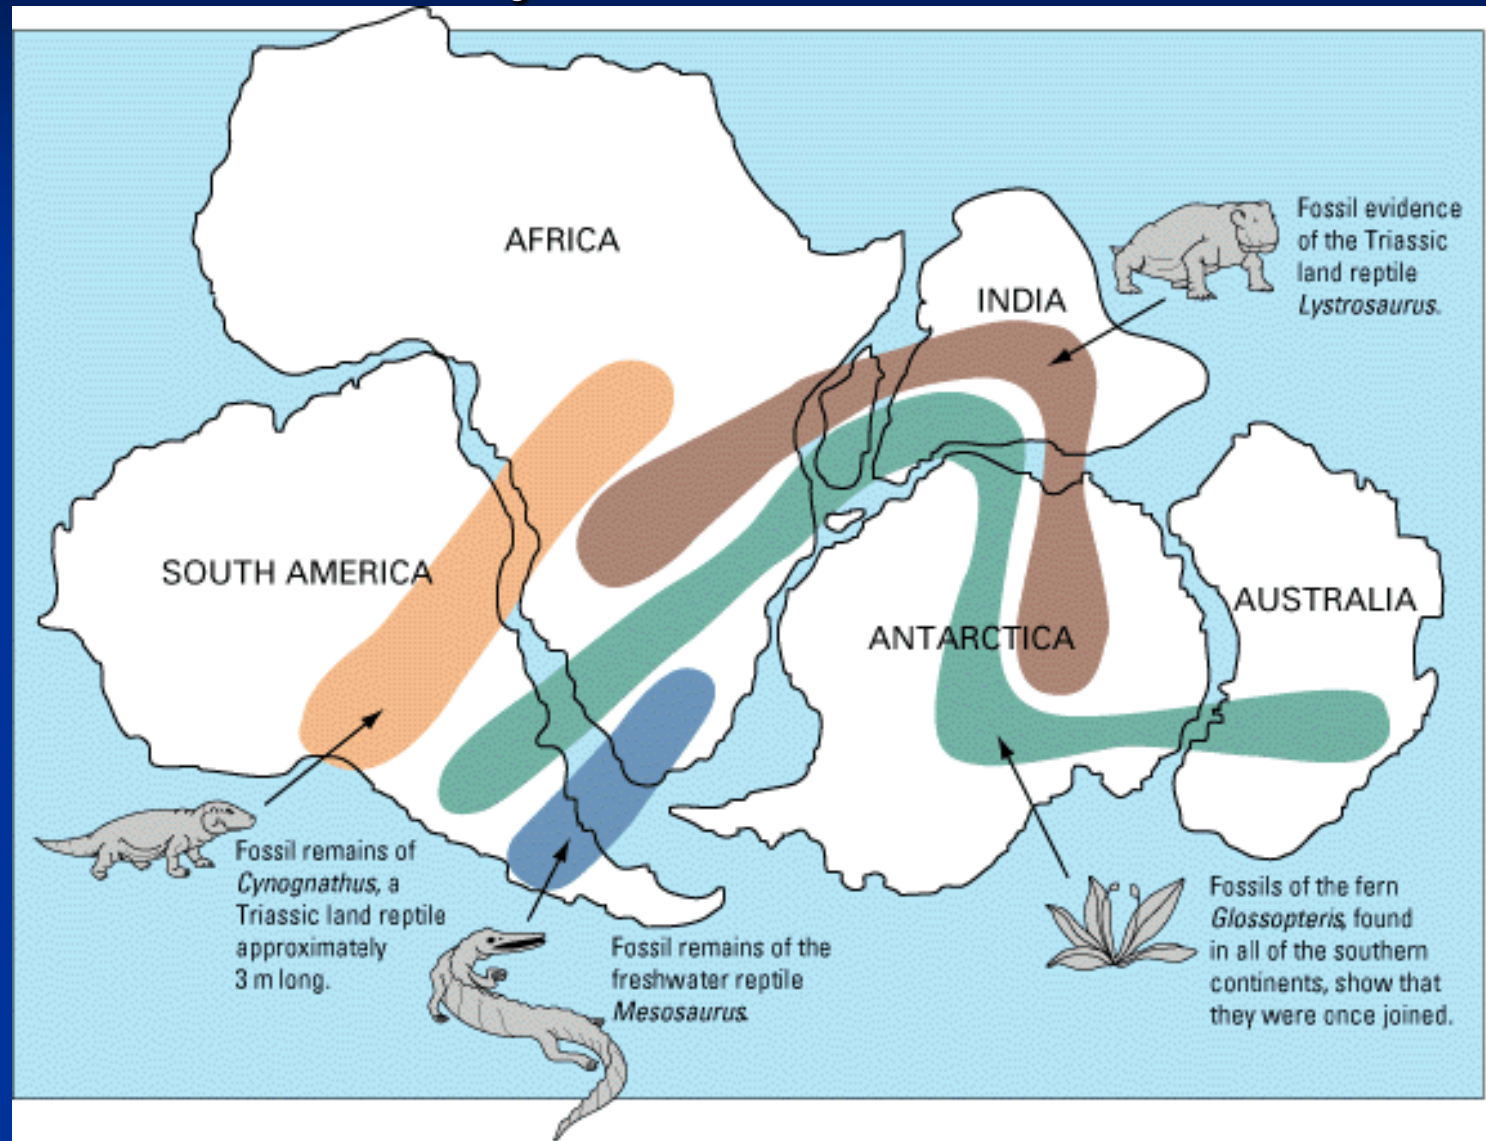 AFRICA
INDIA
SOUTH AMERICA
ANTARCTICA
AUSTRALIA
Fossil evidence
of the Triassic
land reptile
Lystrosaurus.
Fossil remains of
Cynognathus, a
Triassic land reptile
approximately
3 m long.
Fossil remains of the
freshwater reptile
Mesosaurus.
Fossils of the fern
Glossopteris, found
in all of the southern
continents, show that
they were once joined.